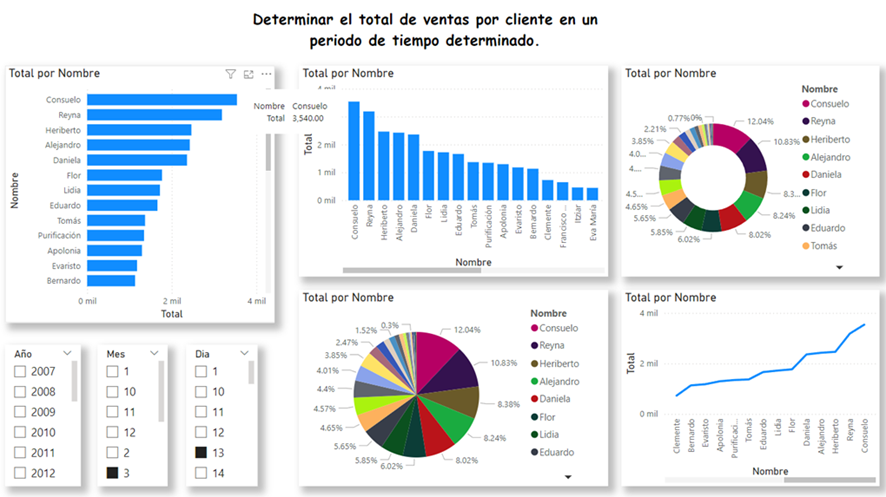 Determinar el total de ventas por cliente en un
periodo de tiempo determinado.
Total por Nombre
Nombre
Consuelo
Reyna
Heriberto
Alejandro
Daniela
Flor
Lidia
Eduardo
Tomás
Purificación
Apolonia
Evaristo
Bernardo
0 mil 2 mil 4 mil
Total
Nombre Consuelo
Total 3,540.00
Total por Nombre
Total
4 mil
3 mil
2 mil
1 mil
0 mil
Consuelo
Reyna
Heriberto
Alejandro
Daniela
Flor
Lidia
Eduardo
Tomás
Purificación
Apolonia
Evaristo
Bernardo
Clemente
Francisco ...
Itziar
Eva María
Nombre
Total por Nombre
12.04%
10.83%
8.3...
8.24%
8.02%
6.02%
5.85%
5.65%
4.65%
4.5...
4....
4.0...
3.85%
2.21%
0.77%
0%
Nombre
Consuelo
Reyna
Heriberto
Alejandro
Daniela
Flor
Lidia
Eduardo
Tomás
Año
2007
2008
2009
2010
2011
2012
Mes
1
10
11
12
2
3
Dia
1
10
11
12
13
14
Total por Nombre
12.04%
10.83%
8.38%
8.24%
8.02%
6.02%
5.85%
5.65%
4.65%
4.57%
4.4%
4.01%
3.85%
2.47%
1.52%
0.3%
Nombre
Consuelo
Reyna
Heriberto
Alejandro
Daniela
Flor
Lidia
Eduardo
Total por Nombre
Total
4 mil
2 mil
0 mil
Clemente
Bernardo
Evaristo
Apolonia
Purificaci...
Tomás
Eduardo
Lidia
Flor
Daniela
Alejandro
Heriberto
Reyna
Consuelo
Nombre